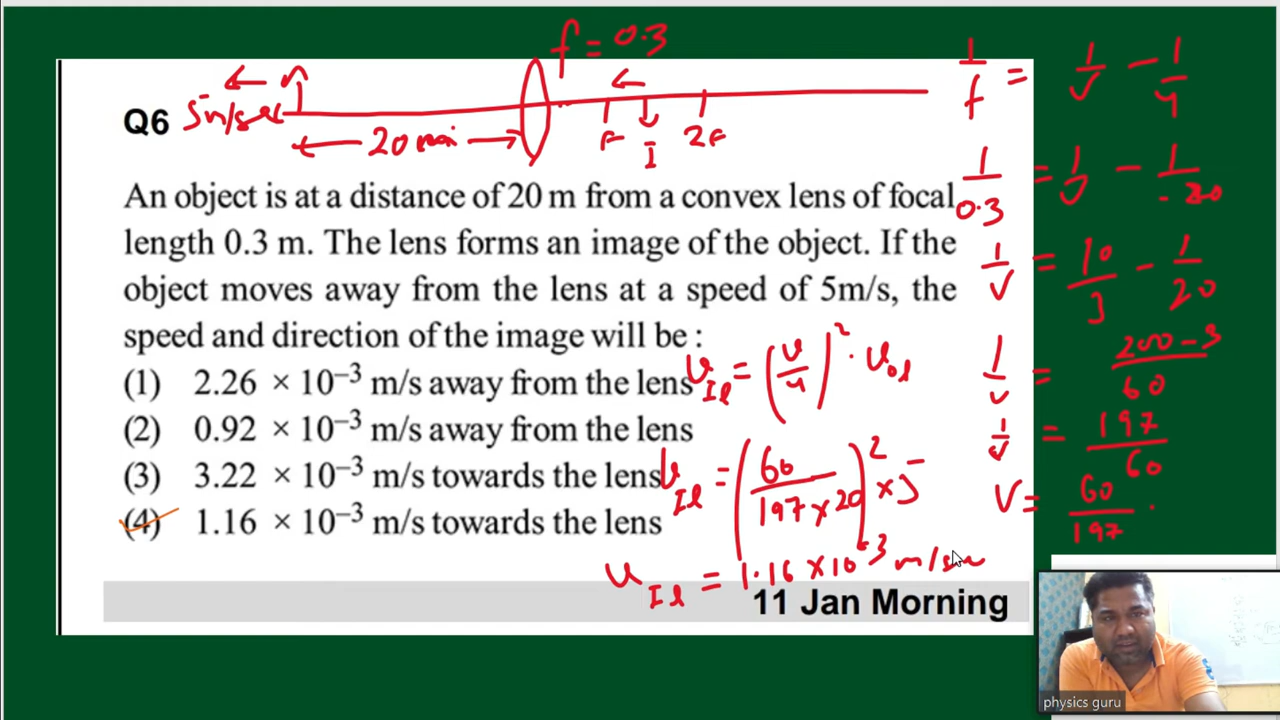 f = 0.3
Q6
5m/sec
20
F
I
2F
An object is at a distance of 20 m from a convex lens of focal
length 0.3 m. The lens forms an image of the object. If the
object moves away from the lens at a speed of 5m/s, the
speed and direction of the image will be :
(1) 2.26 × 10⁻³ m/s away from the lens
(2) 0.92 × 10⁻³ m/s away from the lens
(3) 3.22 × 10⁻³ m/s towards the lens
(4) 1.16 × 10⁻³ m/s towards the lens
11 Jan Morning
v_Il = (v/u)² · v_ol
v_Il = (60/197×20)² × 5
v_Il = 1.16 × 10⁻³ m/sec
1/f = 1/v − 1/u
1/0.3 = 1/v − 1/-20
1/v = 10/3 − 1/20
1/v = 200−3/60
1/v = 197/60
v = 60/197
physics guru